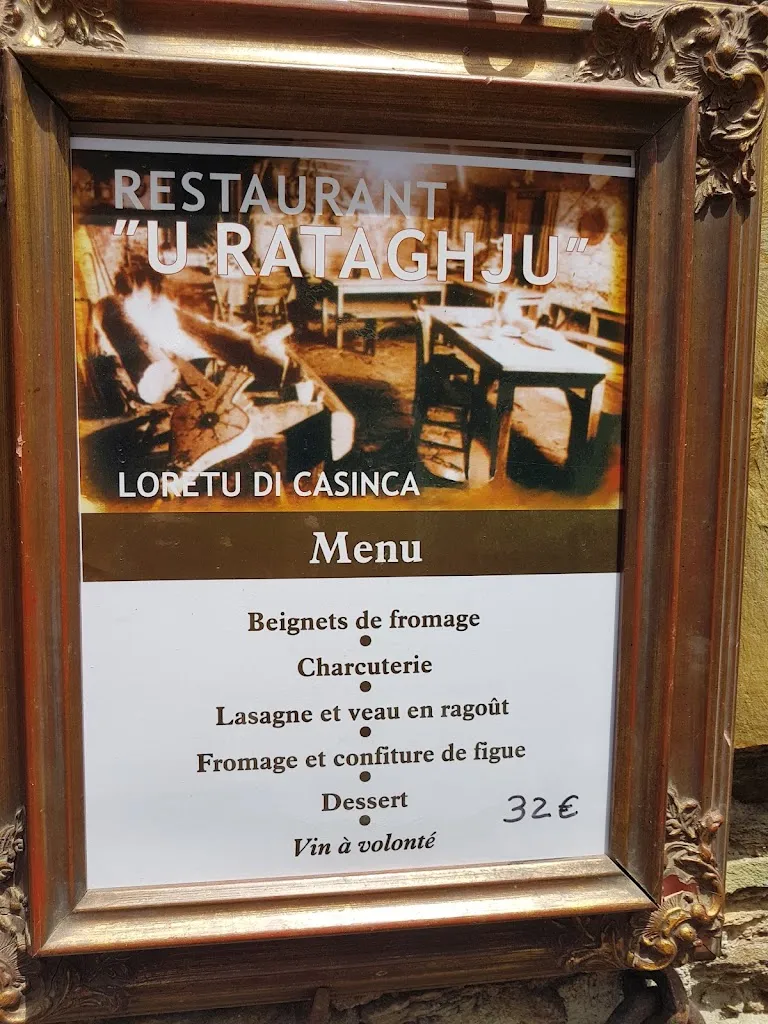 RESTAURANT
"U RATAGHJU"
LORETU DI CASINCA
Menu
Beignets de fromage
Charcuterie
Lasagne et veau en ragoût
Fromage et confiture de figue
Dessert
32€
Vin à volonté